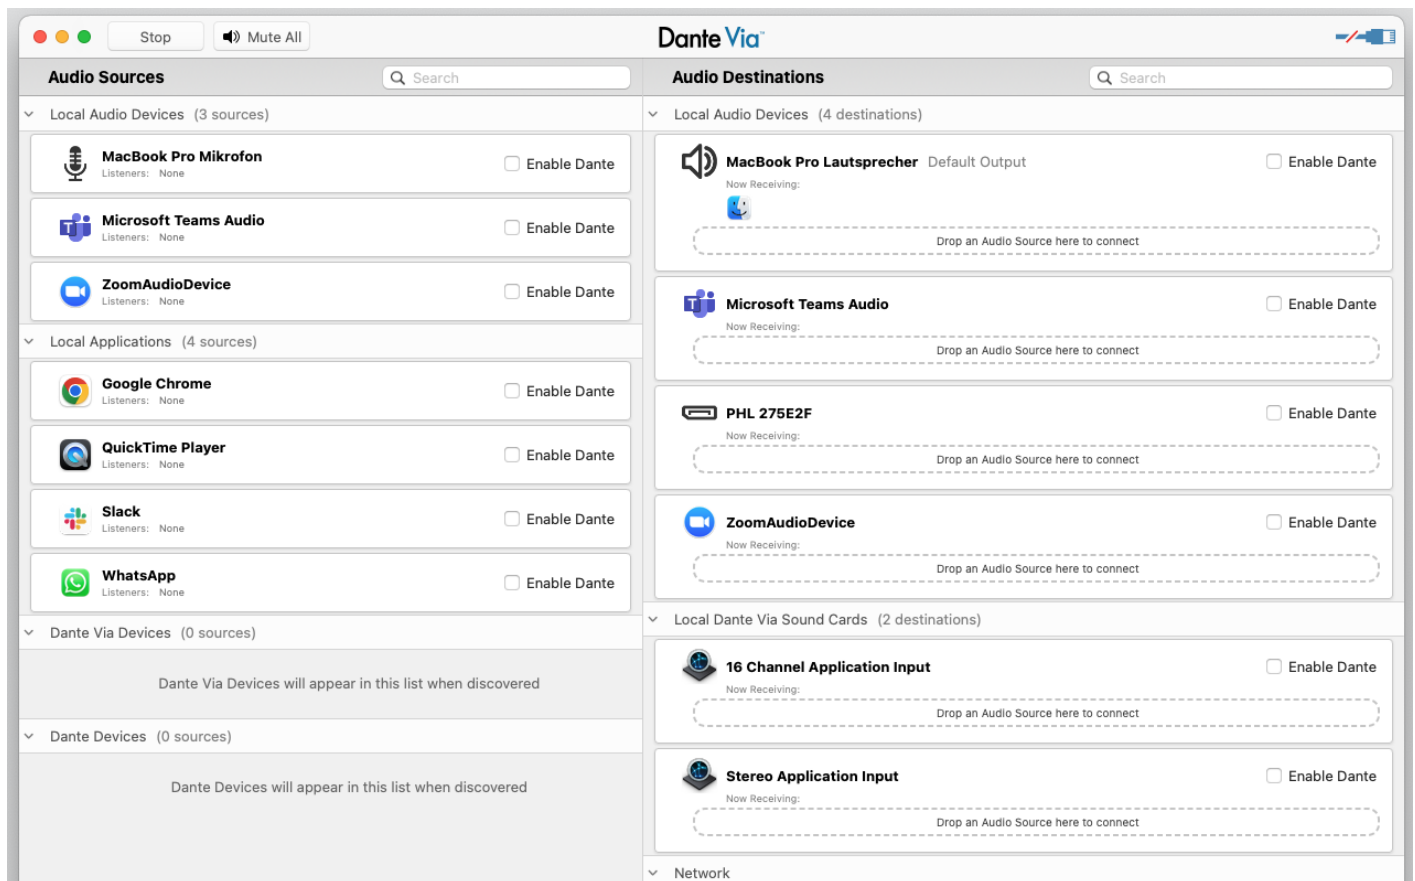 Stop
Mute All
Dante Via™
Audio Sources
Search
Local Audio Devices (3 sources)
MacBook Pro Mikrofon
Listeners: None
Enable Dante
Microsoft Teams Audio
Listeners: None
Enable Dante
ZoomAudioDevice
Listeners: None
Enable Dante
Local Applications (4 sources)
Google Chrome
Listeners: None
Enable Dante
QuickTime Player
Listeners: None
Enable Dante
Slack
Listeners: None
Enable Dante
WhatsApp
Listeners: None
Enable Dante
Dante Via Devices (0 sources)
Dante Via Devices will appear in this list when discovered
Dante Devices (0 sources)
Dante Devices will appear in this list when discovered
Audio Destinations
Search
Local Audio Devices (4 destinations)
MacBook Pro Lautsprecher Default Output
Enable Dante
Now Receiving:
Drop an Audio Source here to connect
Microsoft Teams Audio
Enable Dante
Now Receiving:
Drop an Audio Source here to connect
PHL 275E2F
Enable Dante
Now Receiving:
Drop an Audio Source here to connect
ZoomAudioDevice
Enable Dante
Now Receiving:
Drop an Audio Source here to connect
Local Dante Via Sound Cards (2 destinations)
16 Channel Application Input
Enable Dante
Now Receiving:
Drop an Audio Source here to connect
Stereo Application Input
Enable Dante
Now Receiving:
Drop an Audio Source here to connect
Network